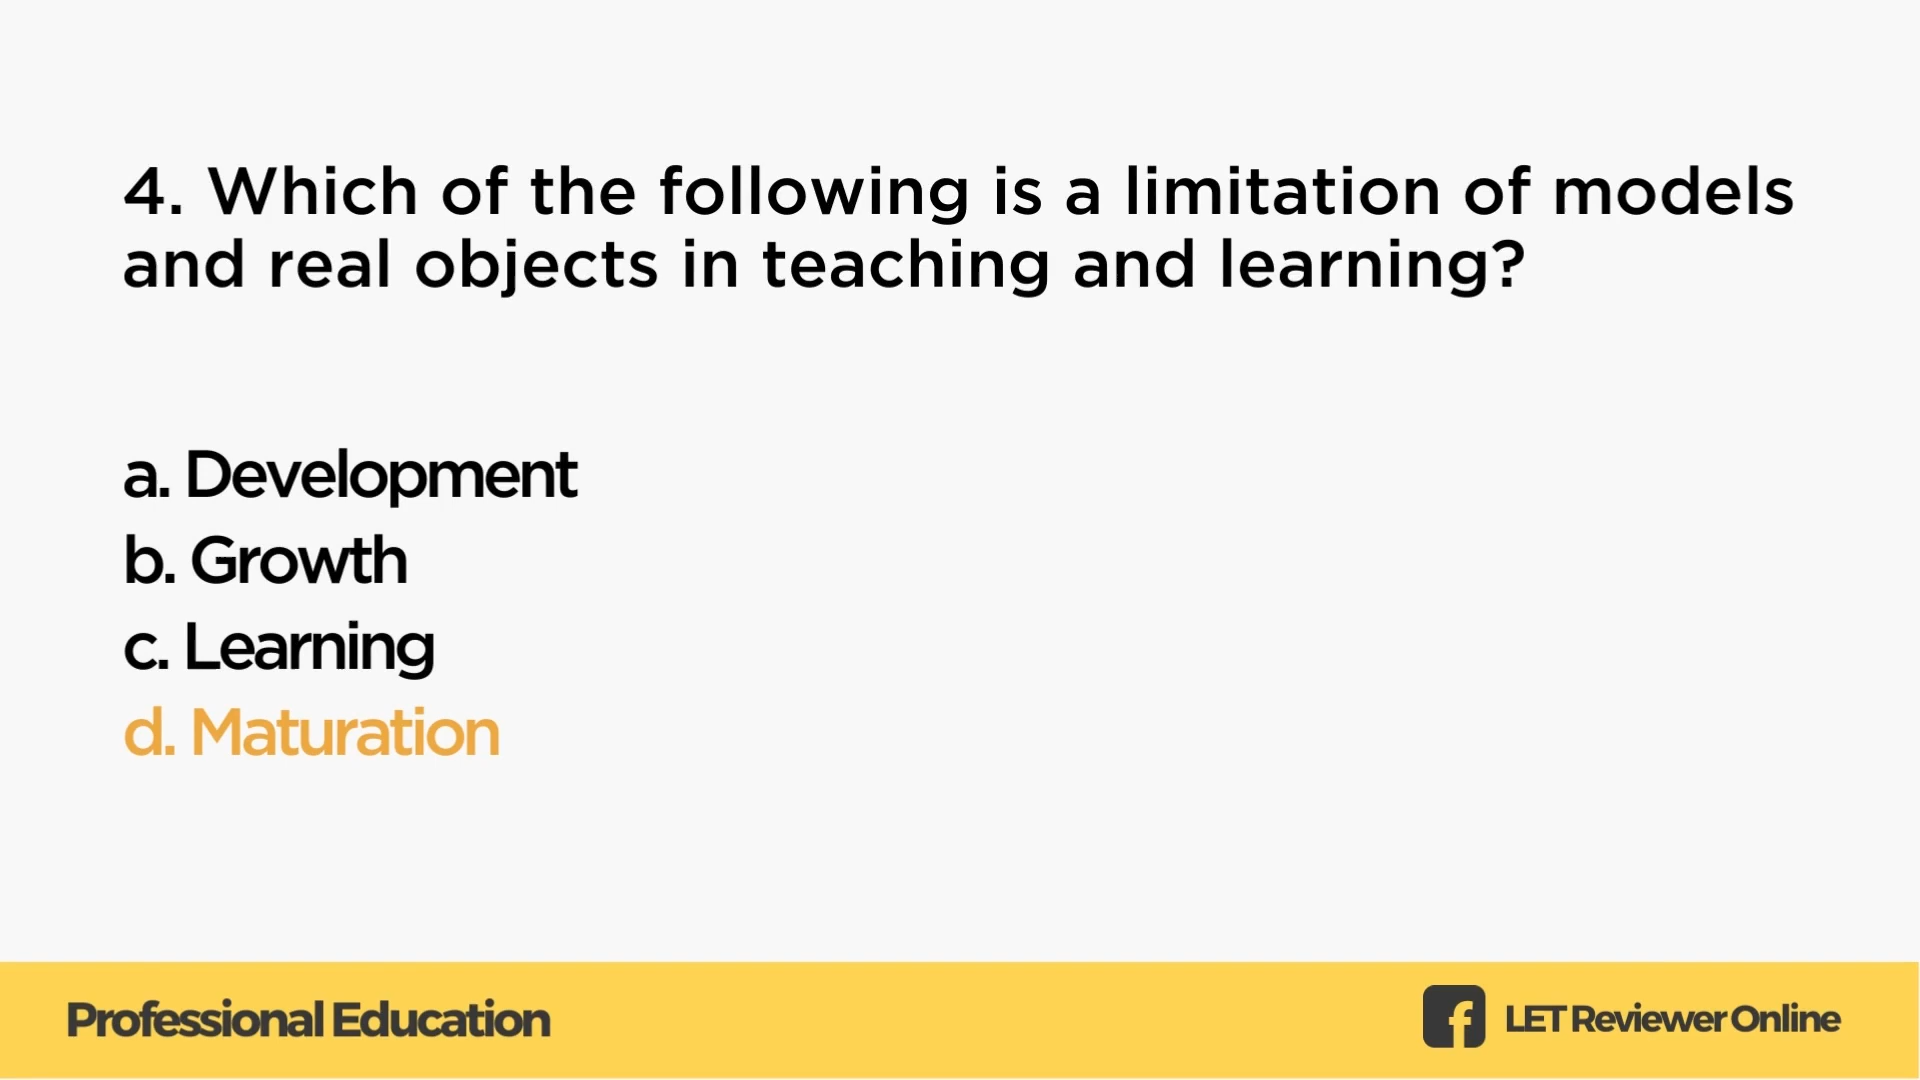 4. Which of the following is a limitation of models
and real objects in teaching and learning?
a. Development
b. Growth
c. Learning
d. Maturation
Professional Education
LET Reviewer Online